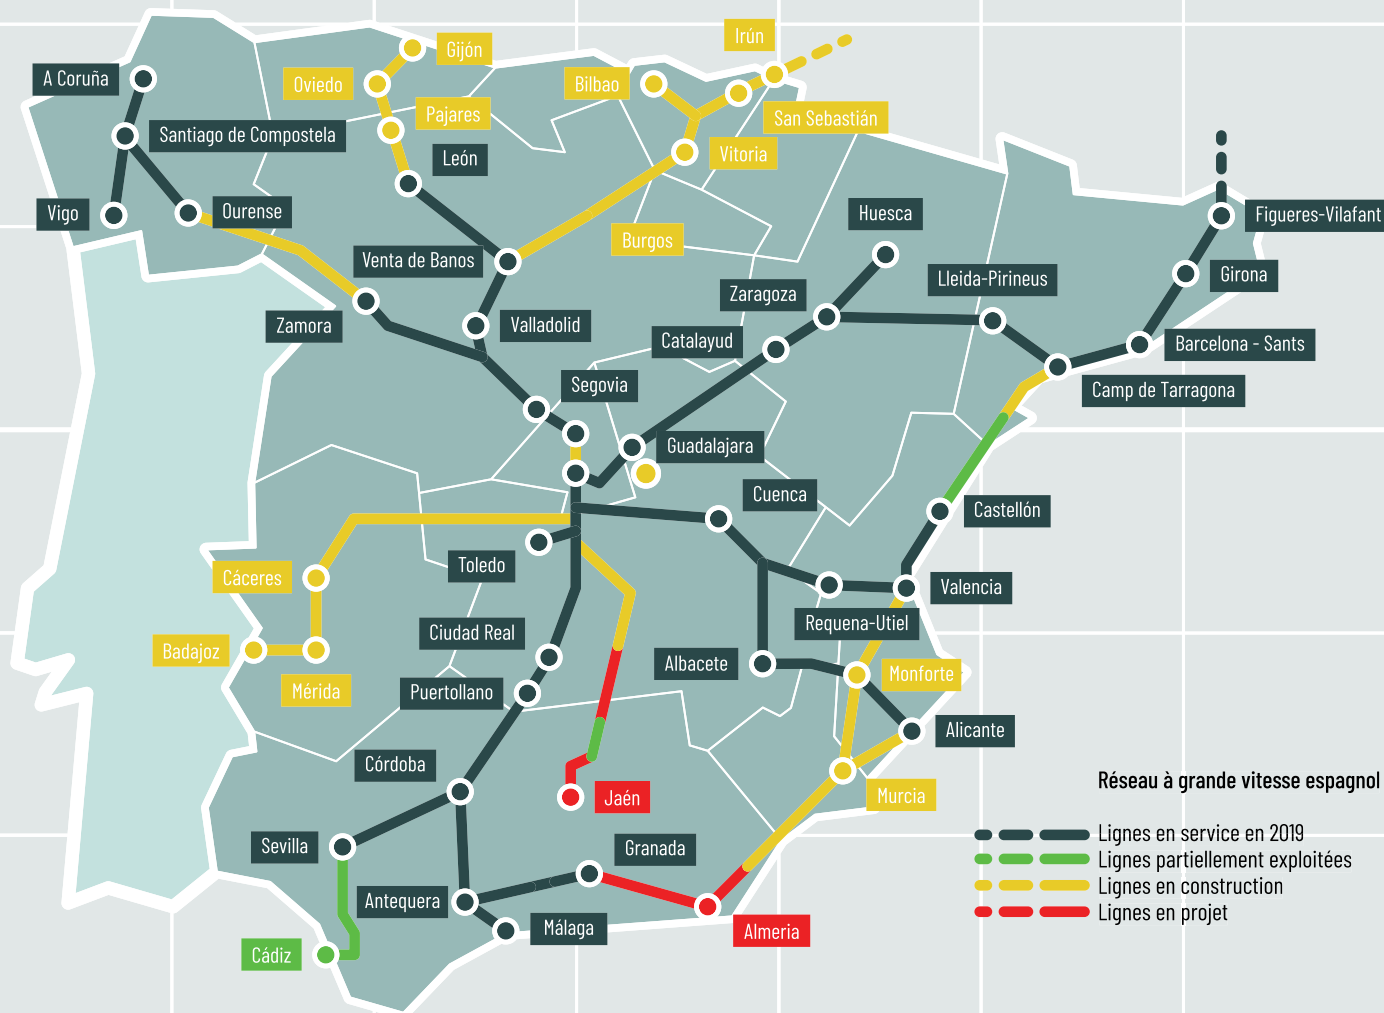 Irún
Gijón
A Coruña
Oviedo
Bilbao
Pajares
San Sebastián
Santiago de Compostela
León
Vitoria
Vigo
Ourense
Huesca
Figueres-Vilafant
Burgos
Venta de Banos
Girona
Lleida-Pirineus
Zaragoza
Zamora
Valladolid
Catalayud
Barcelona - Sants
Segovia
Camp de Tarragona
Guadalajara
Cuenca
Castellón
Toledo
Cáceres
Valencia
Requena-Utiel
Ciudad Real
Badajoz
Albacete
Monforte
Mérida
Puertollano
Alicante
Córdoba
Jaén
Murcia
Sevilla
Granada
Antequera
Málaga
Almeria
Cádiz
Réseau à grande vitesse espagnol
Lignes en service en 2019
Lignes partiellement exploitées
Lignes en construction
Lignes en projet